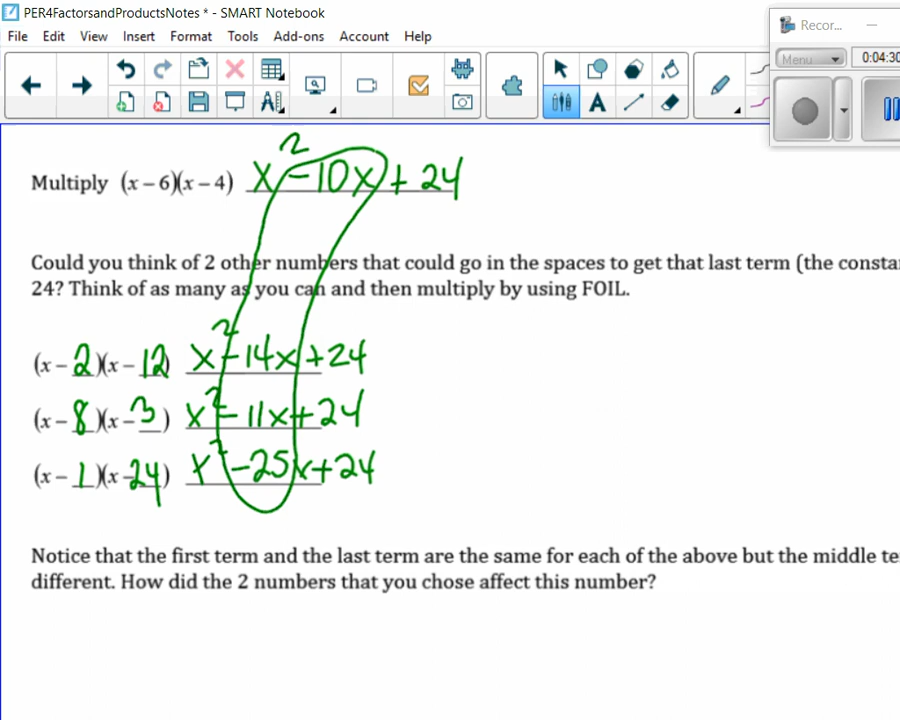 PER4FactorsandProductsNotes * - SMART Notebook
File Edit View Insert Format Tools Add-ons Account Help
Recor...
Menu 0:04:30
Multiply (x – 6)(x – 4) x² – 10x + 24
Could you think of 2 other numbers that could go in the spaces to get that last term (the consta
24? Think of as many as you can and then multiply by using FOIL.
(x – 2)(x – 12) x² – 14x + 24
(x – 8)(x – 3) x² – 11x + 24
(x – 1)(x – 24) x² – 25x + 24
Notice that the first term and the last term are the same for each of the above but the middle te
different. How did the 2 numbers that you chose affect this number?